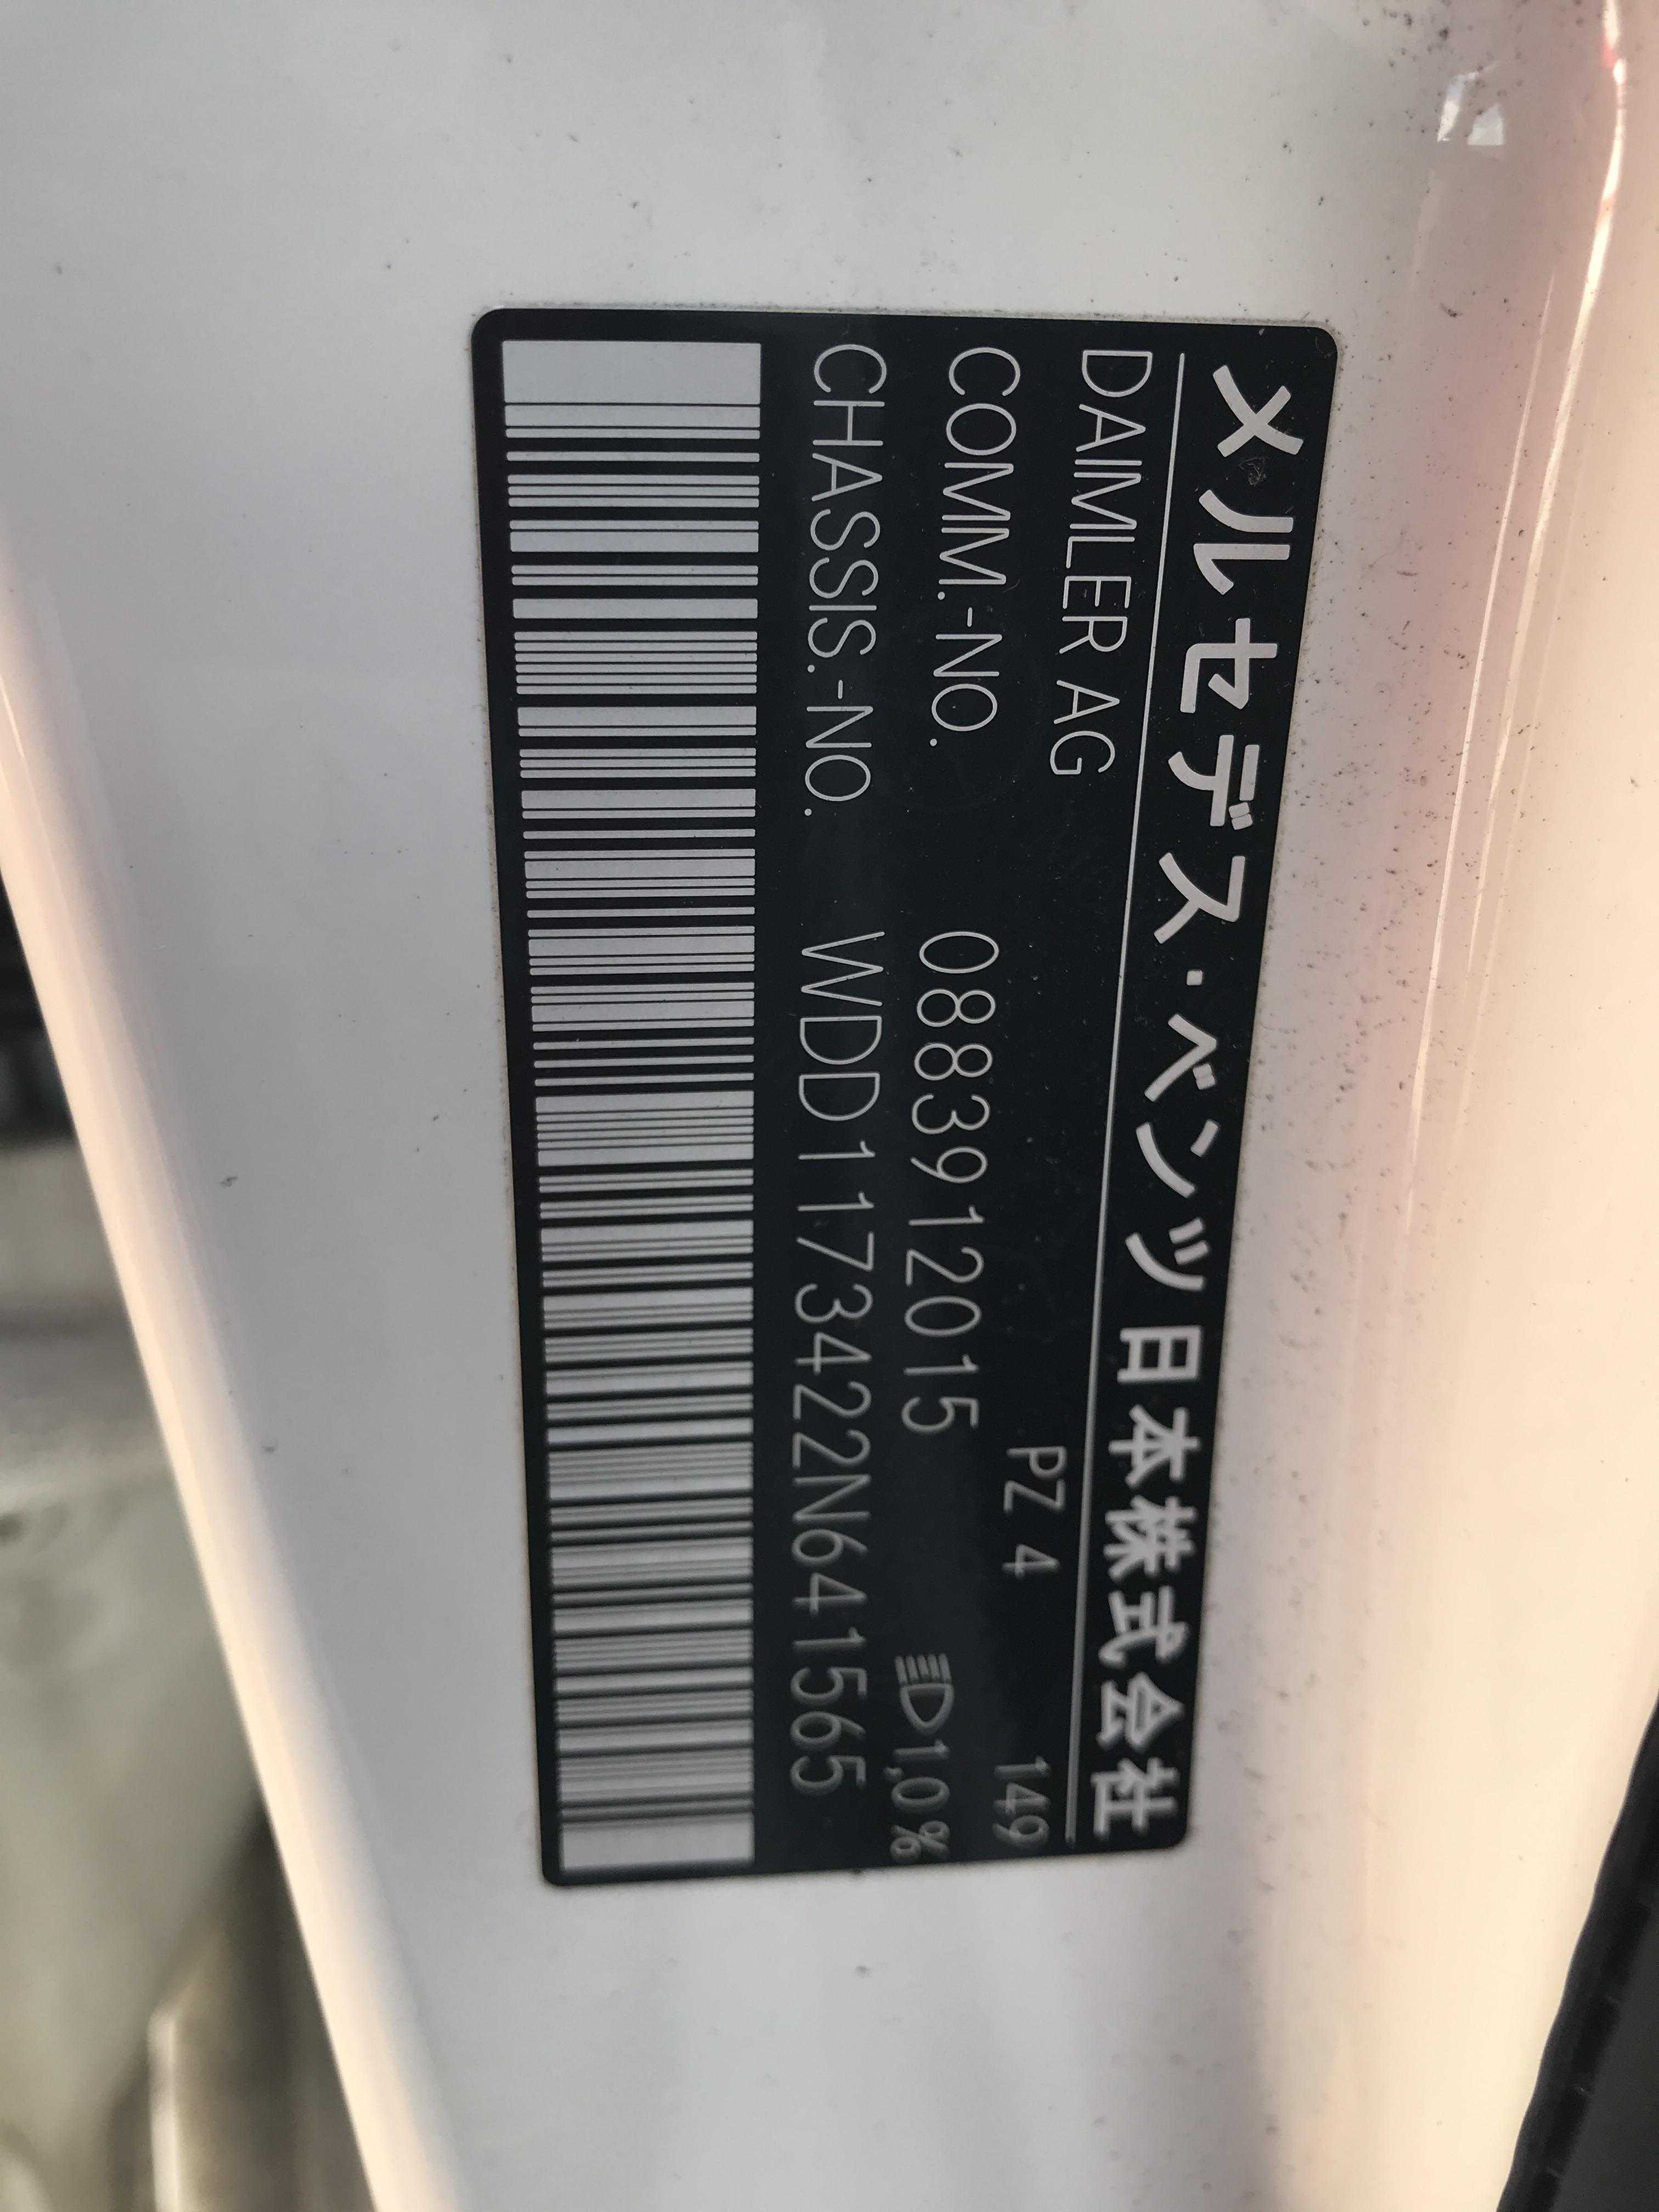 メルセデス・ベンツ日本株式会社
DAIMLER AG
PZ 4 149
COMM.-NO. 0883912015 1,0%
CHASSIS.-NO. WDD1173422N641565